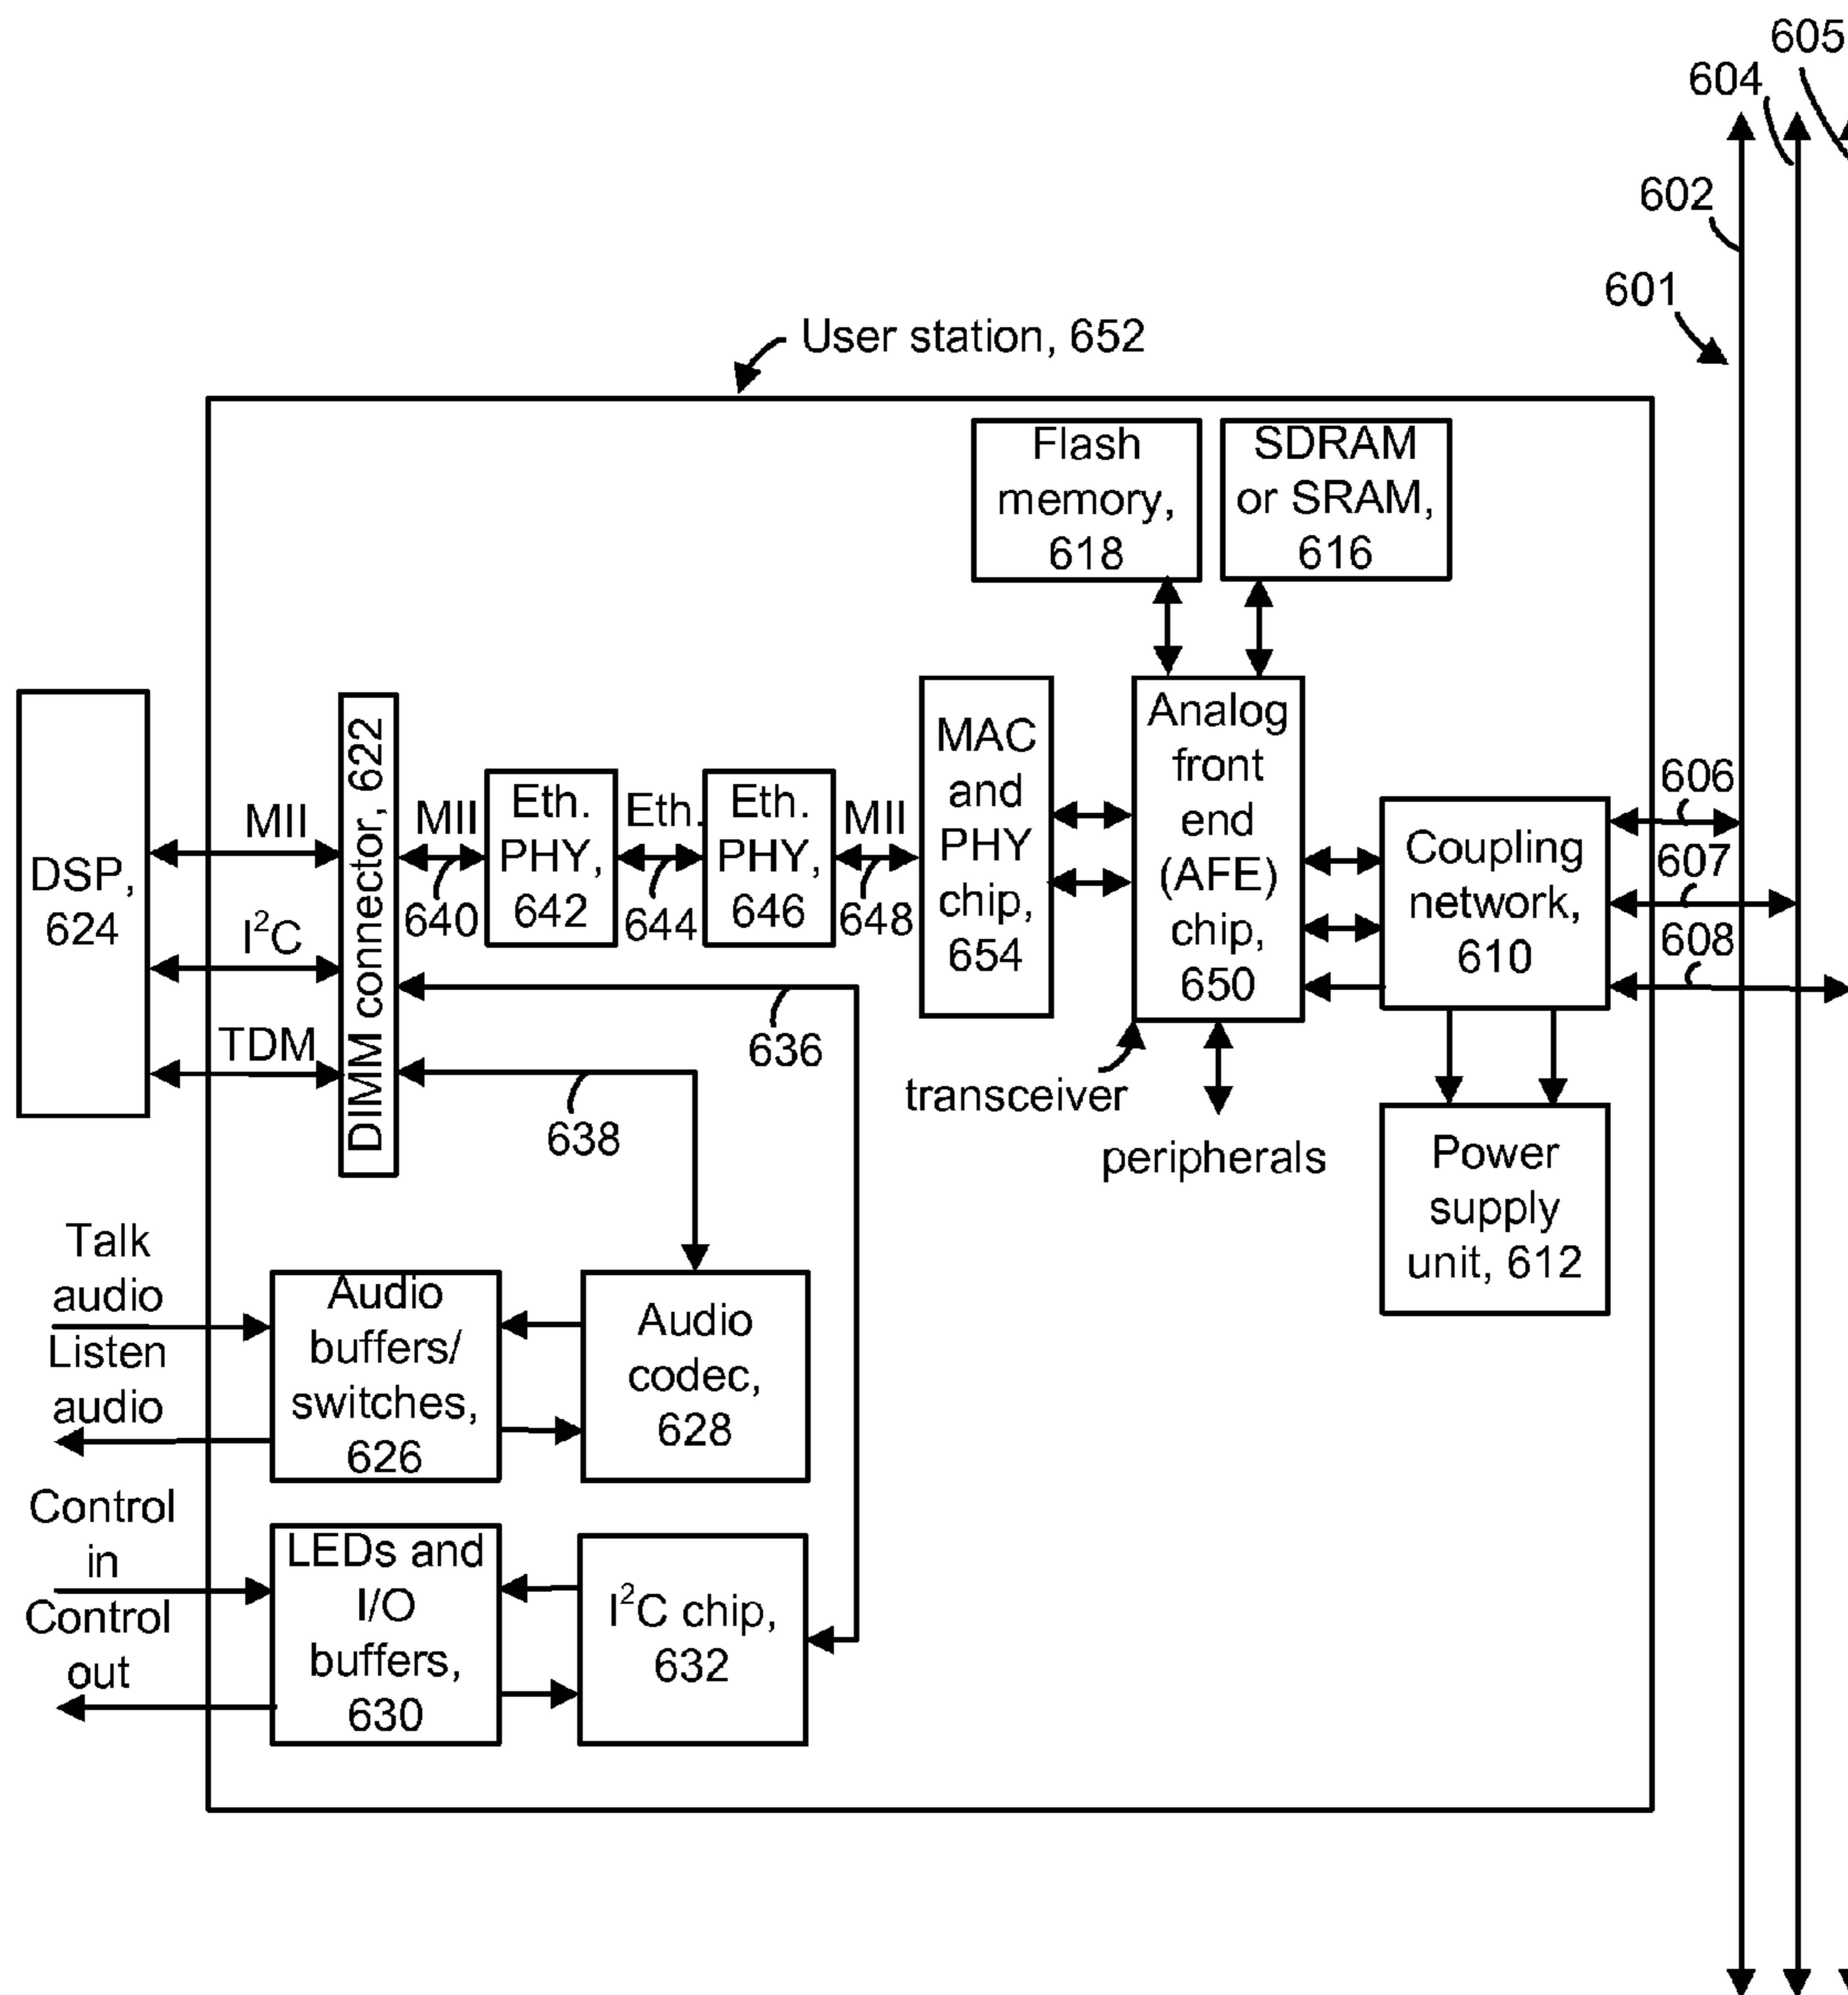 605
604
602
601
User station, 652
Flash
memory,
618
SDRAM
or SRAM,
616
DSP,
624
MII
I²C
TDM
DIMM connector, 622
MII
640
Eth.
PHY,
642
Eth.
644
Eth.
PHY,
646
MII
648
MAC
and
PHY
chip,
654
Analog
front
end
(AFE)
chip,
650
Coupling
network,
610
606
607
608
636
638
transceiver
peripherals
Power
supply
unit, 612
Talk
audio
Listen
audio
Audio
buffers/
switches,
626
Audio
codec,
628
Control
in
Control
out
LEDs and
I/O
buffers,
630
I²C chip,
632